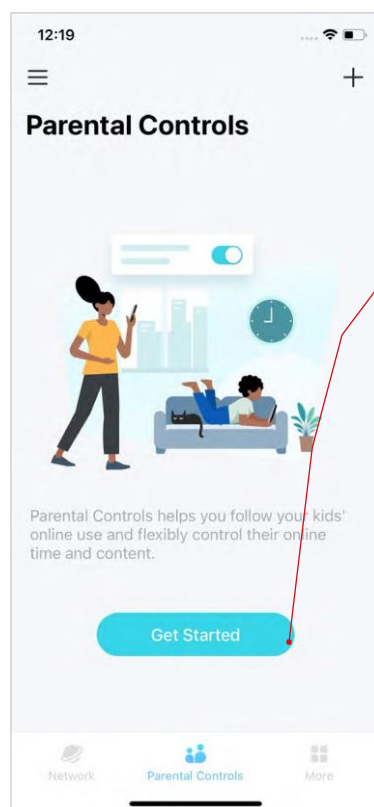 12:19
Parental Controls
Parental Controls helps you follow your kids'
online use and flexibly control their online
time and content.
Get Started
Network
Parental Controls
More